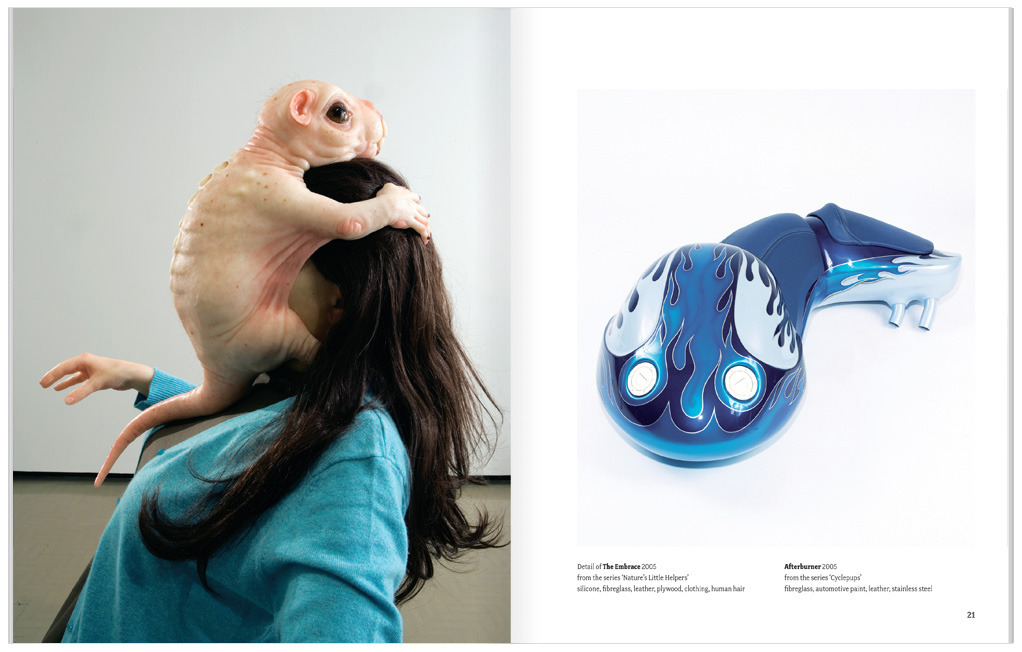 Detail of The Embrace 2005
from the series 'Nature's Little Helpers'
silicone, fibreglass, leather, plywood, clothing, human hair
Afterburner 2005
from the series 'Cyclepups'
fibreglass, automotive paint, leather, stainless steel
21